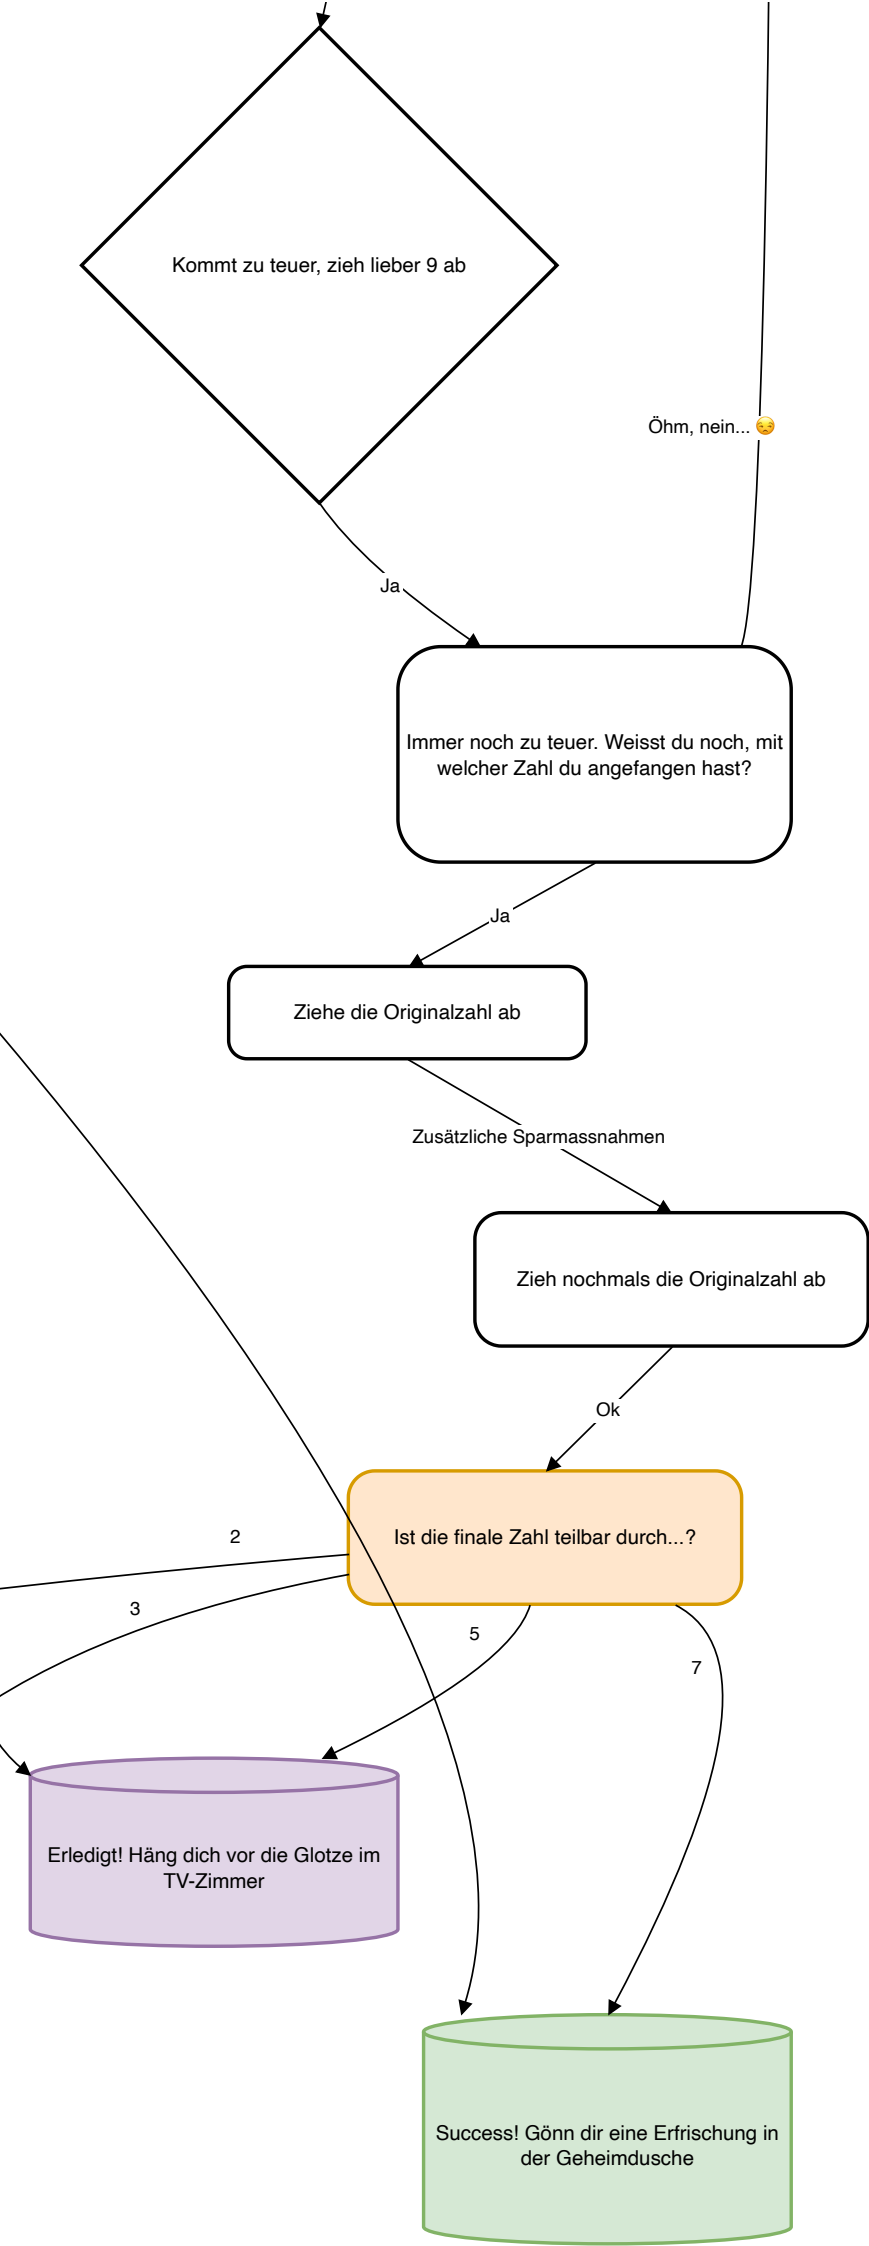 Kommt zu teuer, zieh lieber 9 ab
Öhm, nein... 😒
Ja
Immer noch zu teuer. Weisst du noch, mit
welcher Zahl du angefangen hast?
Ja
Ziehe die Originalzahl ab
Zusätzliche Sparmassnahmen
Zieh nochmals die Originalzahl ab
Ok
Ist die finale Zahl teilbar durch...?
2
3
5
7
Erledigt! Häng dich vor die Glotze im
TV-Zimmer
Success! Gönn dir eine Erfrischung in
der Geheimdusche